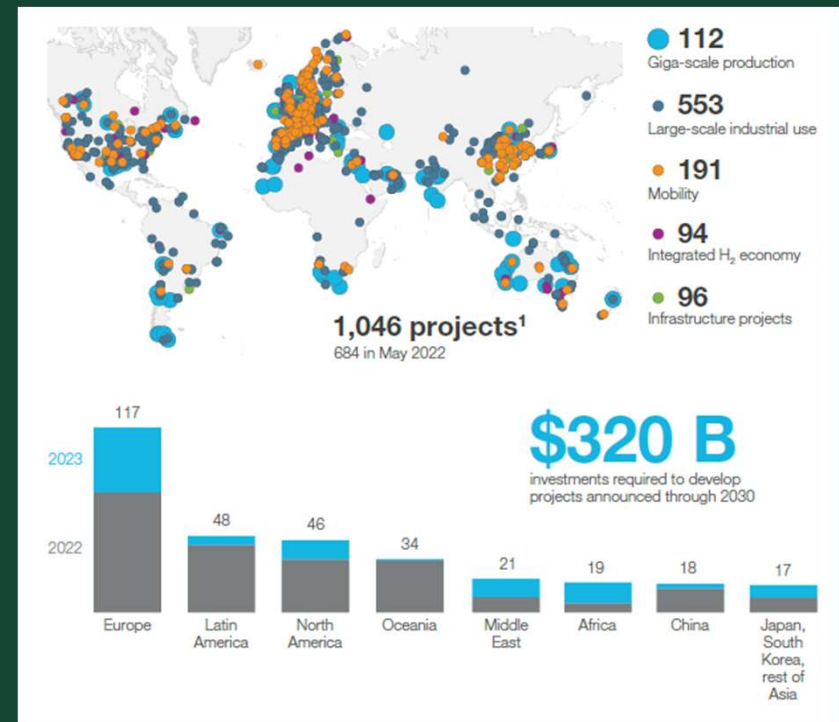 112
Giga-scale production
553
Large-scale industrial use
191
Mobility
94
Integrated H₂ economy
96
Infrastructure projects
1,046 projects¹
684 in May 2022
$320 B
investments required to develop
projects announced through 2030
2023
2022
117
48
46
34
21
19
18
17
Europe
Latin
America
North
America
Oceania
Middle
East
Africa
China
Japan,
South
Korea,
rest of
Asia